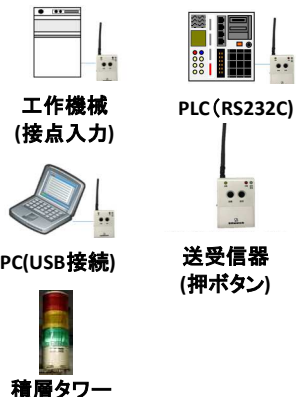 工作機械
(接点入力)
PLC（RS232C)
PC(USB接続)
送受信器
(押ボタン)
積層タワー